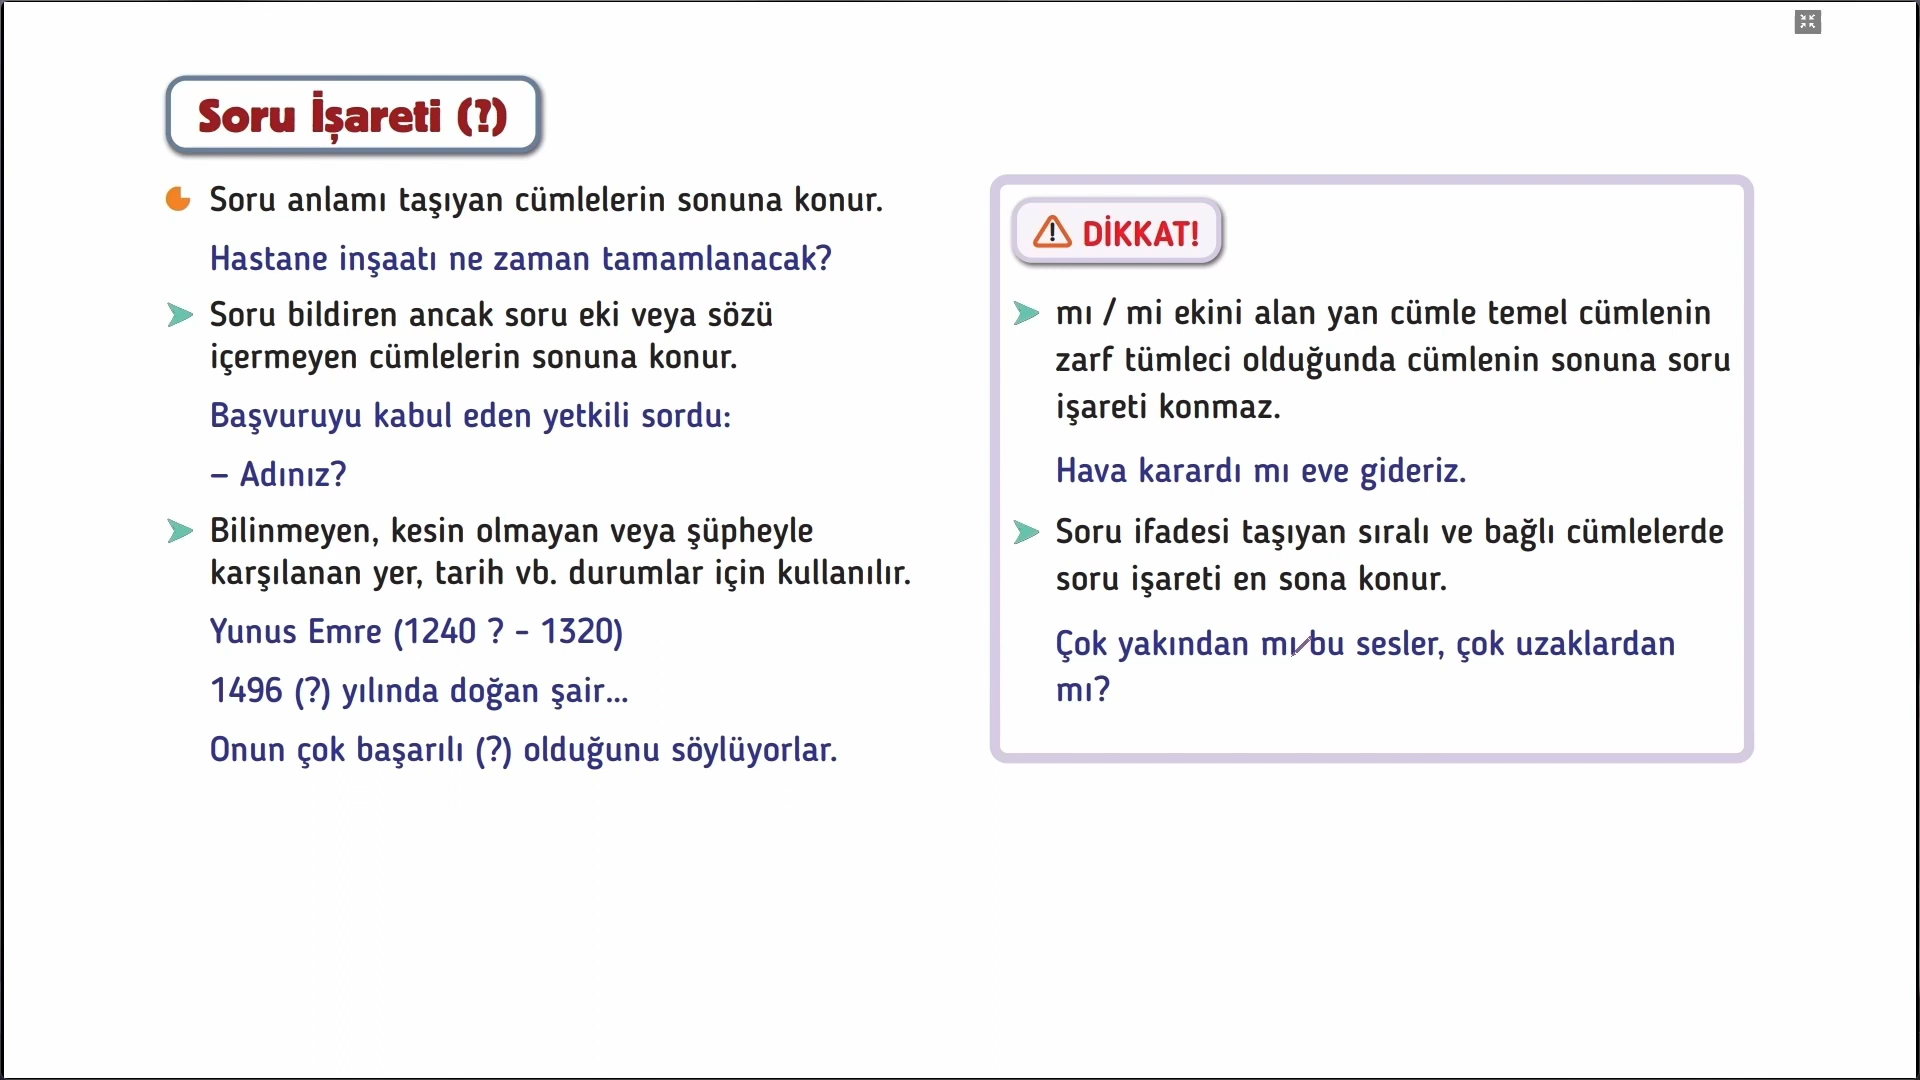 Soru İşareti (?)
Soru anlamı taşıyan cümlelerin sonuna konur.
Hastane inşaatı ne zaman tamamlanacak?
Soru bildiren ancak soru eki veya sözü
içermeyen cümlelerin sonuna konur.
Başvuruyu kabul eden yetkili sordu:
– Adınız?
Bilinmeyen, kesin olmayan veya şüpheyle
karşılanan yer, tarih vb. durumlar için kullanılır.
Yunus Emre (1240 ? - 1320)
1496 (?) yılında doğan şair...
Onun çok başarılı (?) olduğunu söylüyorlar.
DİKKAT!
mı / mi ekini alan yan cümle temel cümlenin
zarf tümleci olduğunda cümlenin sonuna soru
işareti konmaz.
Hava karardı mı eve gideriz.
Soru ifadesi taşıyan sıralı ve bağlı cümlelerde
soru işareti en sona konur.
Çok yakından mı bu sesler, çok uzaklardan
mı?